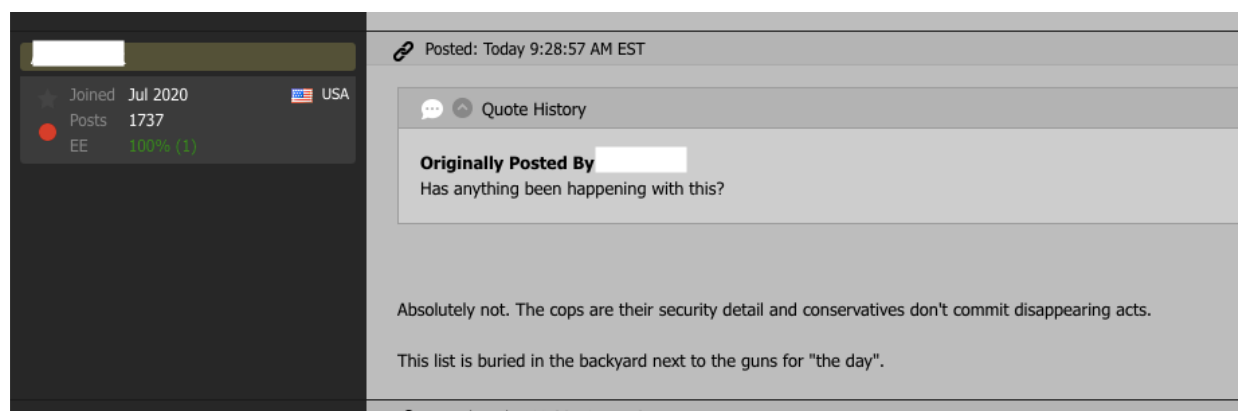 Posted: Today 9:28:57 AM EST
Joined Jul 2020 USA
Posts 1737
EE 100% (1)
Quote History
Originally Posted By
Has anything been happening with this?
Absolutely not. The cops are their security detail and conservatives don't commit disappearing acts.
This list is buried in the backyard next to the guns for "the day".